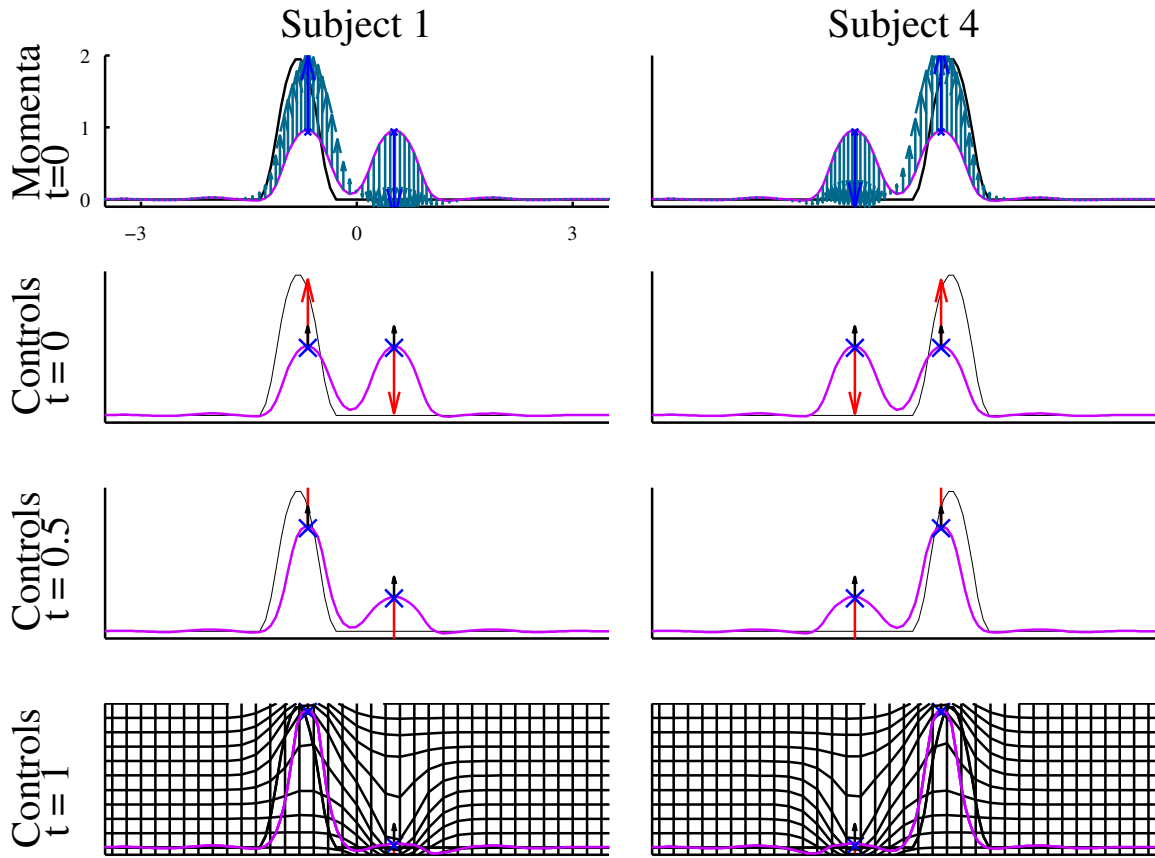 Subject 1
Subject 4
Momenta
t=0
2
1
0
−3
0
3
Controls
t = 0
Controls
t = 0.5
Controls
t = 1